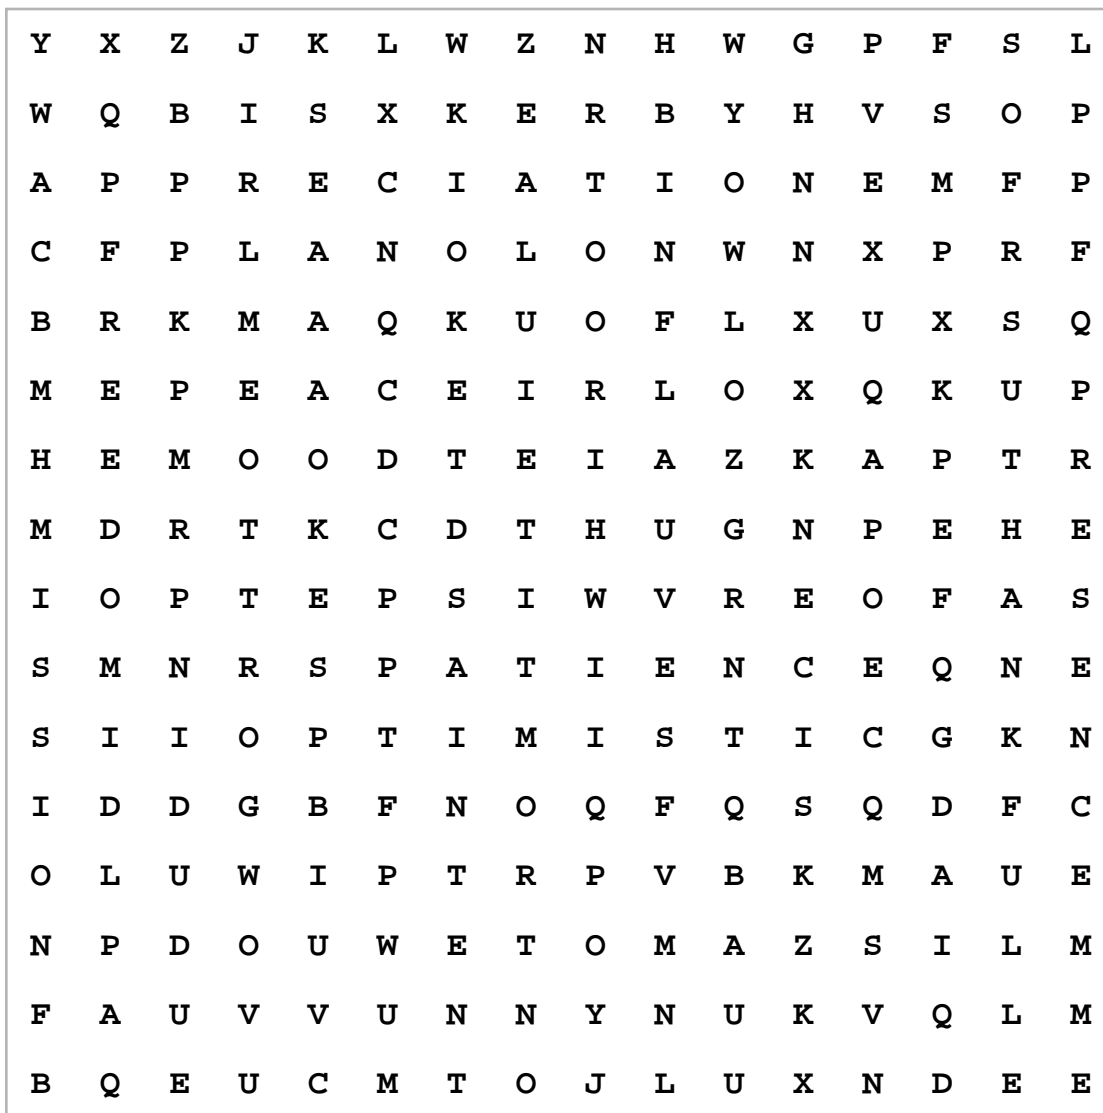 Y X Z J K L W Z N H W G P F S L
W Q B I S X K E R B Y H V S O P
A P P R E C I A T I O N E M F P
C F P L A N O L O N W N X P R F
B R K M A Q K U O F L X U X S Q
M E P E A C E I R L O X Q K U P
H E M O O D T E I A Z K A P T R
M D R T K C D T H U G N P E H E
I O P T E P S I W V R E O F A S
S M N R S P A T I E N C E Q N E
S I I O P T I M I S T I C G K N
I D D G B F N O Q F Q S Q D F C
O L U W I P T R P V B K M A U E
N P D O U W E T O M A Z S I L M
F A U V V U N N Y N U K V Q L M
B Q E U C M T O J L U X N D E E